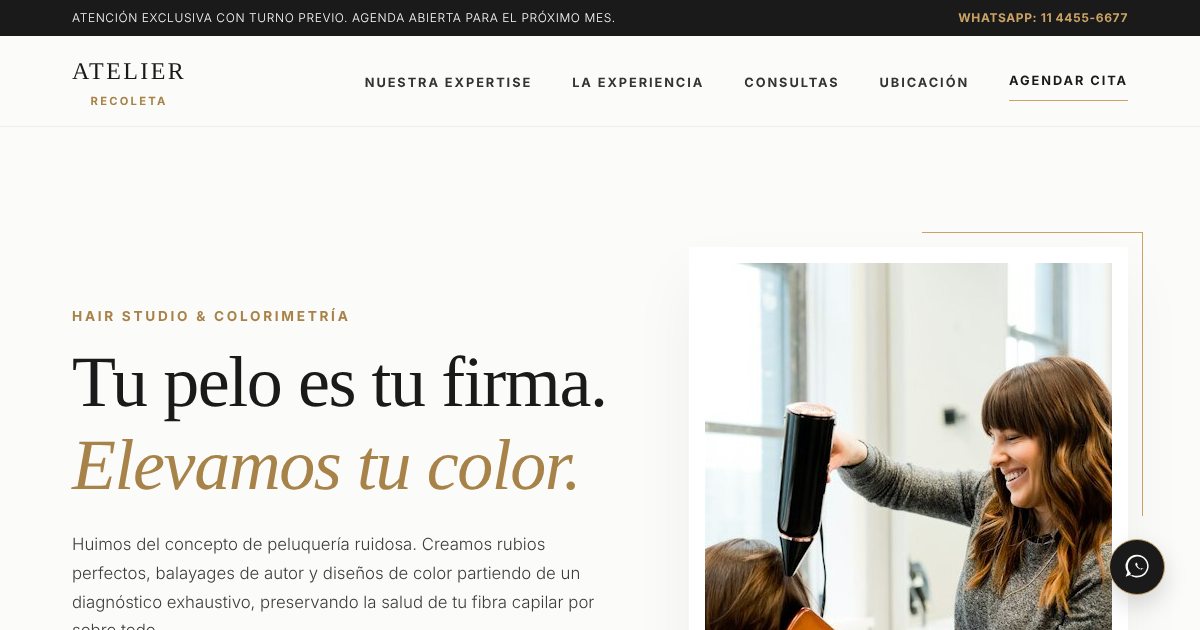 ATENCIÓN EXCLUSIVA CON TURNO PREVIO. AGENDA ABIERTA PARA EL PRÓXIMO MES.
WHATSAPP: 11 4455-6677
ATELIER
RECOLETA
NUESTRA EXPERTISE
LA EXPERIENCIA
CONSULTAS
UBICACIÓN
AGENDAR CITA
HAIR STUDIO & COLORIMETRÍA
Tu pelo es tu firma.
Elevamos tu color.
Huimos del concepto de peluquería ruidosa. Creamos rubios
perfectos, balayages de autor y diseños de color partiendo de un
diagnóstico exhaustivo, preservando la salud de tu fibra capilar por
sobre todo.